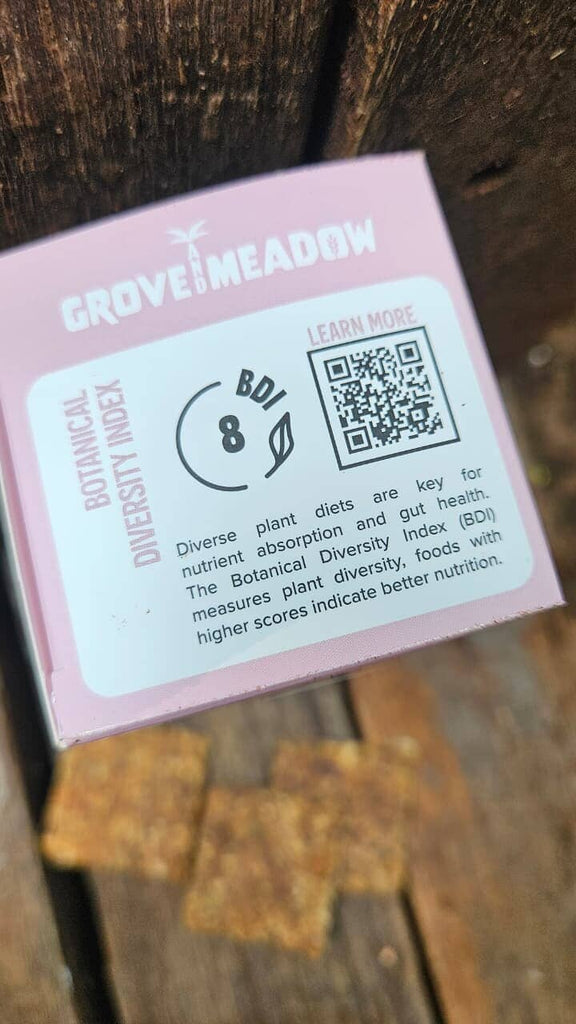 GROVE AND MEADOW
LEARN MORE
BOTANICAL
DIVERSITY INDEX
BDI
8
Diverse plant diets are key for
nutrient absorption and gut health.
The Botanical Diversity Index (BDI)
measures plant diversity, foods with
higher scores indicate better nutrition.